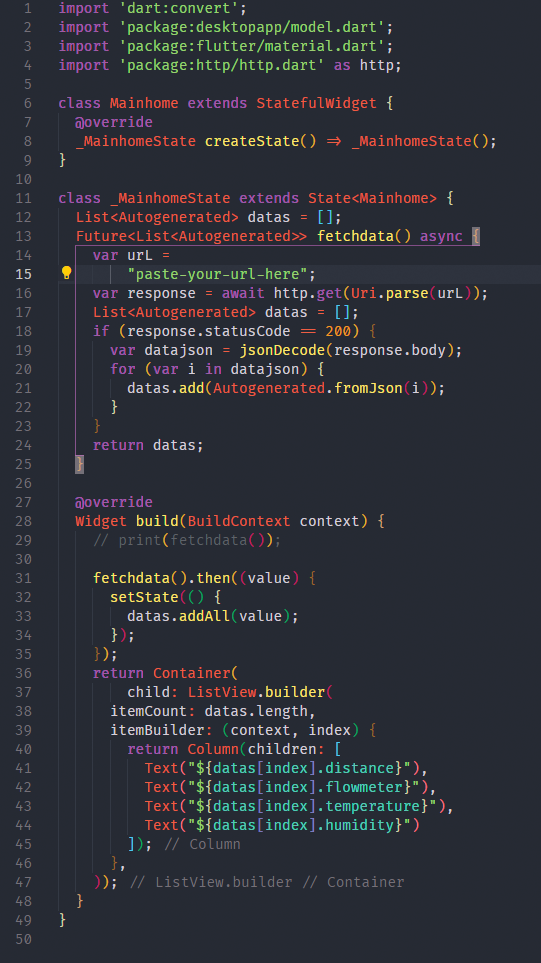 1 import 'dart:convert';
2 import 'package:desktopapp/model.dart';
3 import 'package:flutter/material.dart';
4 import 'package:http/http.dart' as http;
5
6 class Mainhome extends StatefulWidget {
7   @override
8   _MainhomeState createState() => _MainhomeState();
9 }
10
11 class _MainhomeState extends State<Mainhome> {
12   List<Autogenerated> datas = [];
13   Future<List<Autogenerated>> fetchdata() async {
14     var urL =
15         "paste-your-url-here";
16     var response = await http.get(Uri.parse(urL));
17     List<Autogenerated> datas = [];
18     if (response.statusCode == 200) {
19       var datajson = jsonDecode(response.body);
20       for (var i in datajson) {
21         datas.add(Autogenerated.fromJson(i));
22       }
23     }
24     return datas;
25   }
26
27   @override
28   Widget build(BuildContext context) {
29     // print(fetchdata());
30
31     fetchdata().then((value) {
32       setState(() {
33         datas.addAll(value);
34       });
35     });
36     return Container(
37         child: ListView.builder(
38       itemCount: datas.length,
39       itemBuilder: (context, index) {
40         return Column(children: [
41           Text("${datas[index].distance}"),
42           Text("${datas[index].flowmeter}"),
43           Text("${datas[index].temperature}"),
44           Text("${datas[index].humidity}")
45         ]); // Column
46       },
47     )); // ListView.builder // Container
48   }
49 }
50